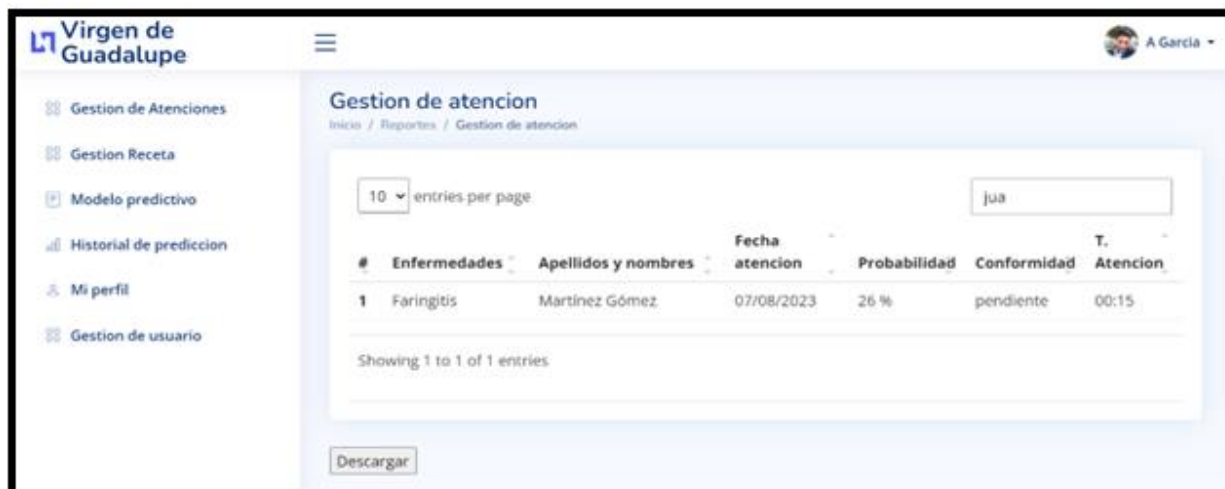 Virgen de
Guadalupe
A Garcia
Gestion de Atenciones
Gestion Receta
Modelo predictivo
Historial de prediccion
Mi perfil
Gestion de usuario
Gestion de atencion
Inicio / Reportes / Gestion de atencion
10 entries per page
jua
# Enfermedades Apellidos y nombres Fecha atencion Probabilidad Conformidad T. Atencion
1 Faringitis Martínez Gómez 07/08/2023 26 % pendiente 00:15
Showing 1 to 1 of 1 entries
Descargar